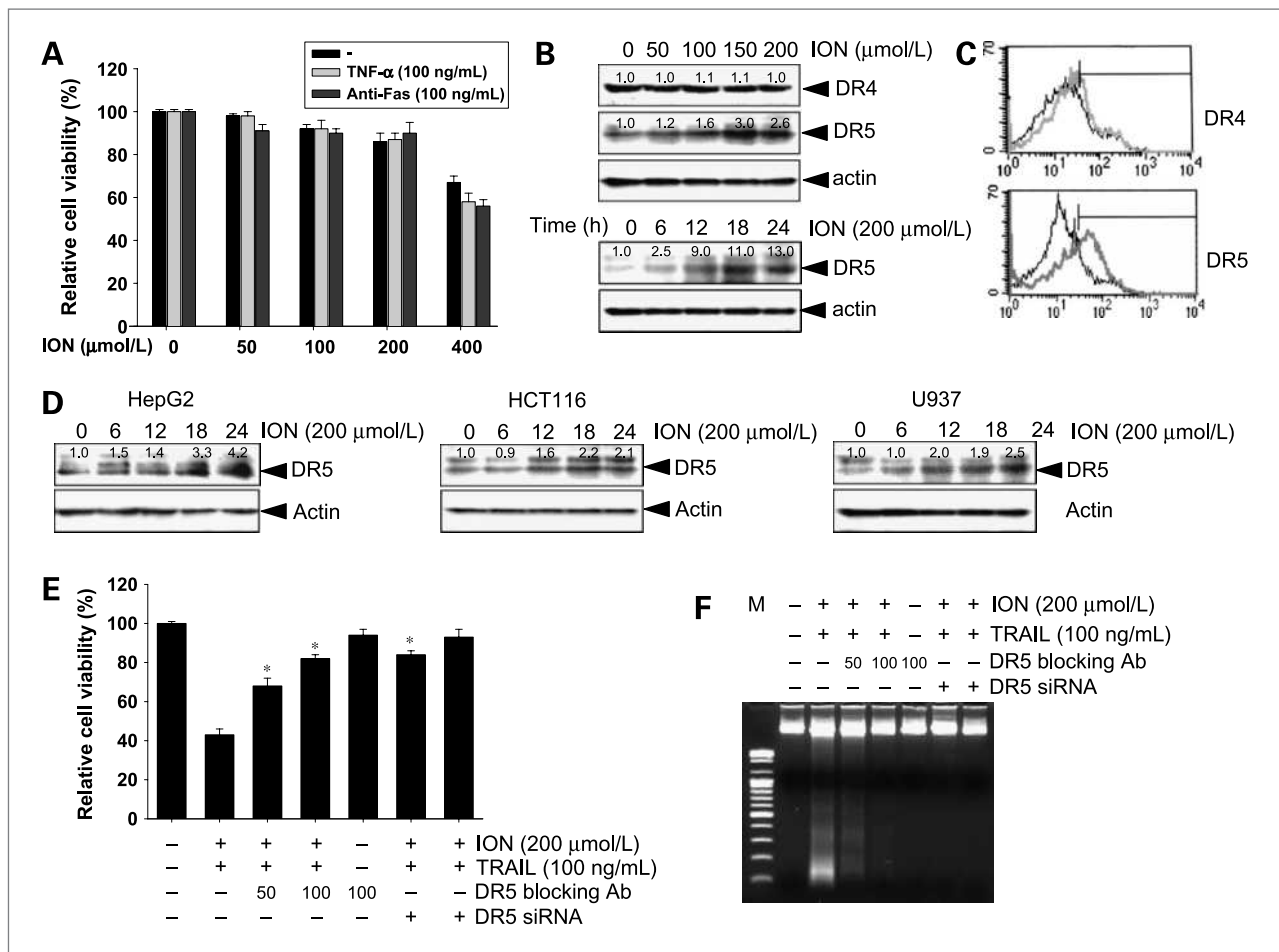 A
120
100
80
60
40
20
0
Relative cell viability (%)
-
TNF-α (100 ng/mL)
Anti-Fas (100 ng/mL)
ION (μmol/L) 0 50 100 200 400
B
0 50 100 150 200 ION (μmol/L)
1.0 1.0 1.1 1.1 1.0
DR4
1.0 1.2 1.6 3.0 2.6
DR5
actin
Time (h) 0 6 12 18 24 ION (200 μmol/L)
1.0 2.5 9.0 11.0 13.0
DR5
actin
C
70
0
10⁰ 10¹ 10² 10³ 10⁴
DR4
70
0
10⁰ 10¹ 10² 10³ 10⁴
DR5
D
HepG2
0 6 12 18 24 ION (200 μmol/L)
1.0 1.5 1.4 3.3 4.2
DR5
Actin
HCT116
0 6 12 18 24 ION (200 μmol/L)
1.0 0.9 1.6 2.2 2.1
DR5
Actin
U937
0 6 12 18 24 ION (200 μmol/L)
1.0 1.0 2.0 1.9 2.5
DR5
Actin
E
120
100
80
60
40
20
0
Relative cell viability (%)
* * *
– + + + – + + ION (200 μmol/L)
– + + + – + + TRAIL (100 ng/mL)
– – 50 100 100 – – DR5 blocking Ab
– – – – – + + DR5 siRNA
F
M – + + + – + + ION (200 μmol/L)
– + + + – + + TRAIL (100 ng/mL)
– – 50 100 100 – – DR5 blocking Ab
– – – – – + + DR5 siRNA